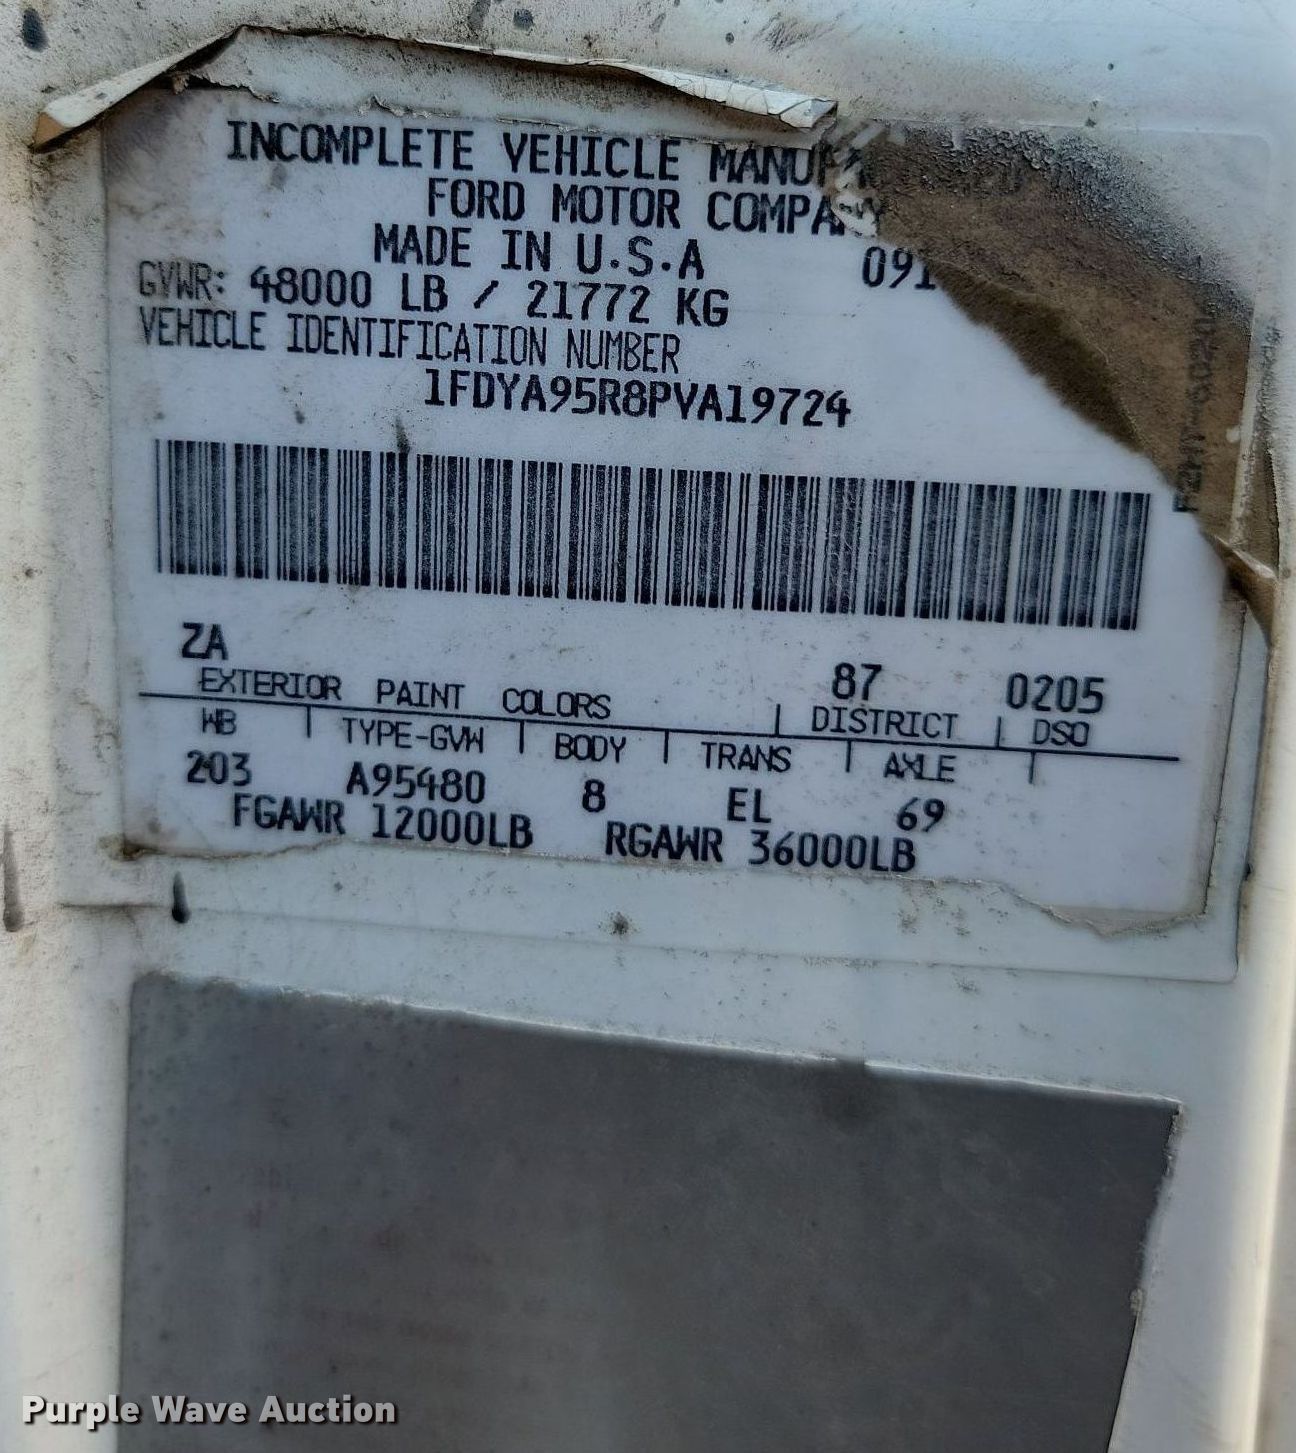 INCOMPLETE VEHICLE
FORD MOTOR COMPANY
MADE IN U.S.A
GVWR: 48000 LB / 21772 KG
VEHICLE IDENTIFICATION NUMBER
1FDYA95R8PVA19724
ZA 87 0205
EXTERIOR PAINT COLORS DISTRICT DSO
WB TYPE-GVW BODY TRANS AXLE
203 A95480 8 EL 69
FGAWR 12000LB RGAWR 36000LB
Purple Wave Auction